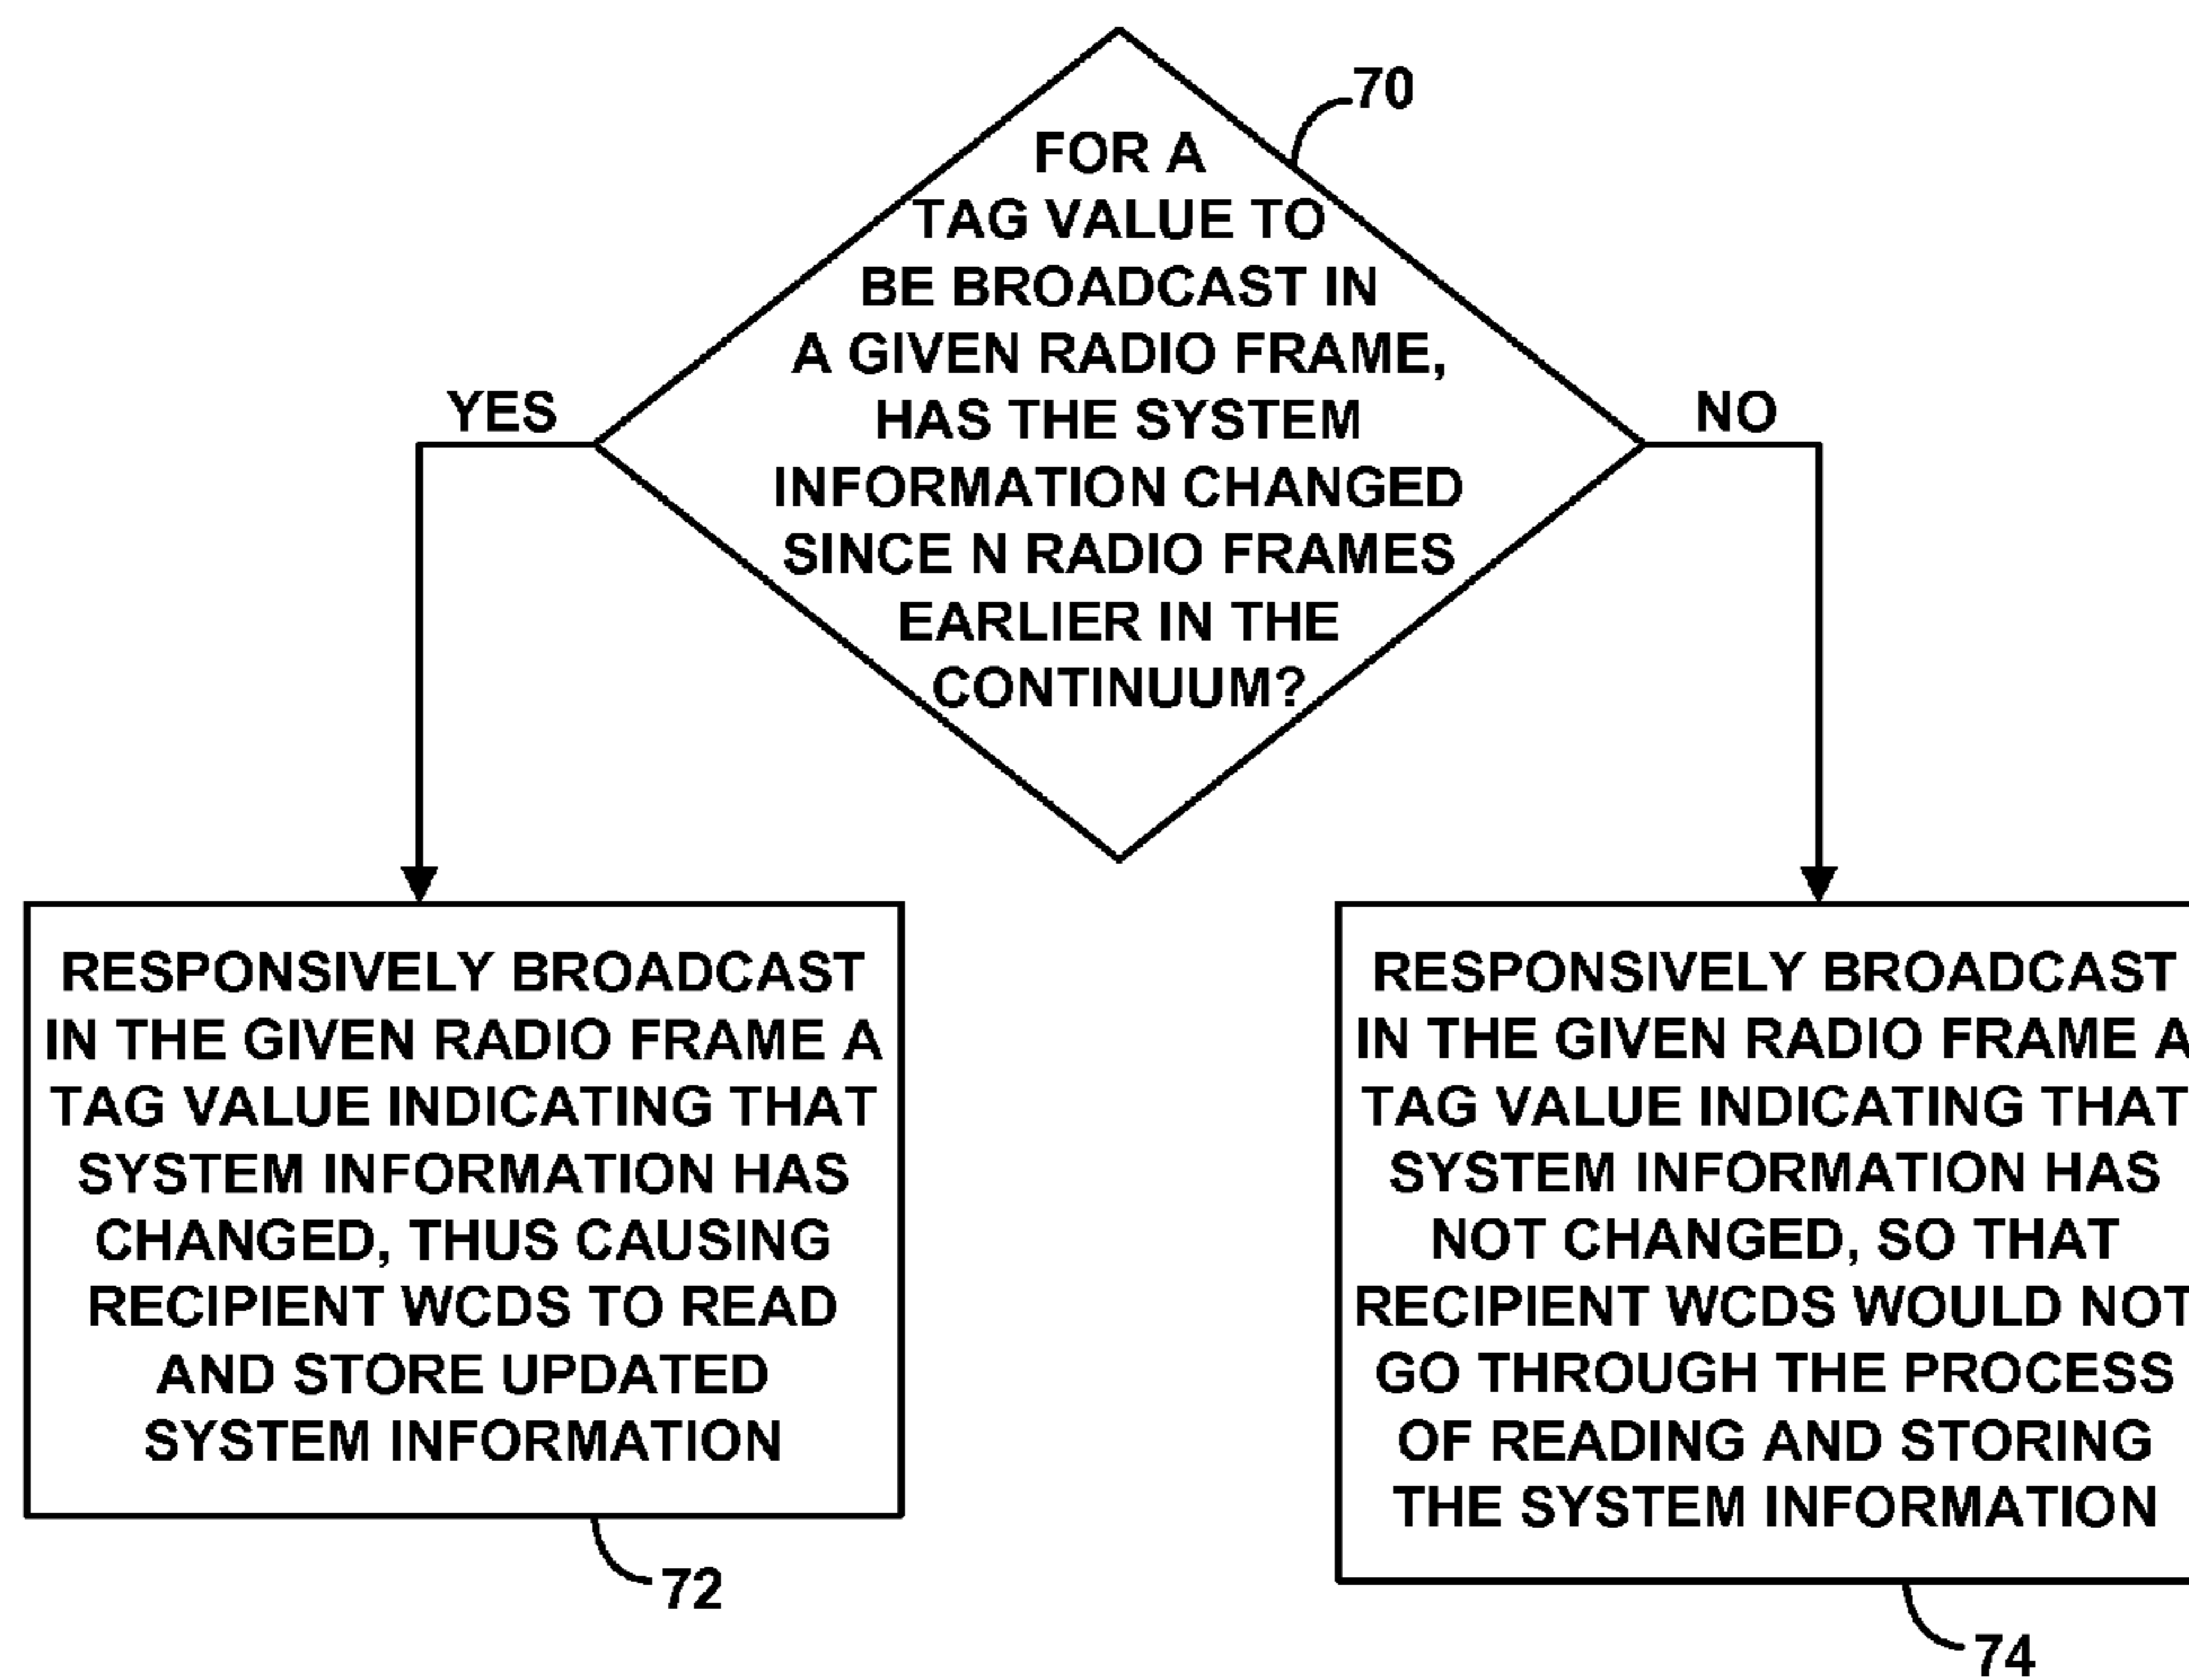 70
FOR A
TAG VALUE TO
BE BROADCAST IN
A GIVEN RADIO FRAME,
HAS THE SYSTEM
INFORMATION CHANGED
SINCE N RADIO FRAMES
EARLIER IN THE
CONTINUUM?
YES
NO
RESPONSIVELY BROADCAST
IN THE GIVEN RADIO FRAME A
TAG VALUE INDICATING THAT
SYSTEM INFORMATION HAS
CHANGED, THUS CAUSING
RECIPIENT WCDS TO READ
AND STORE UPDATED
SYSTEM INFORMATION
72
RESPONSIVELY BROADCAST
IN THE GIVEN RADIO FRAME A
TAG VALUE INDICATING THAT
SYSTEM INFORMATION HAS
NOT CHANGED, SO THAT
RECIPIENT WCDS WOULD NOT
GO THROUGH THE PROCESS
OF READING AND STORING
THE SYSTEM INFORMATION
74